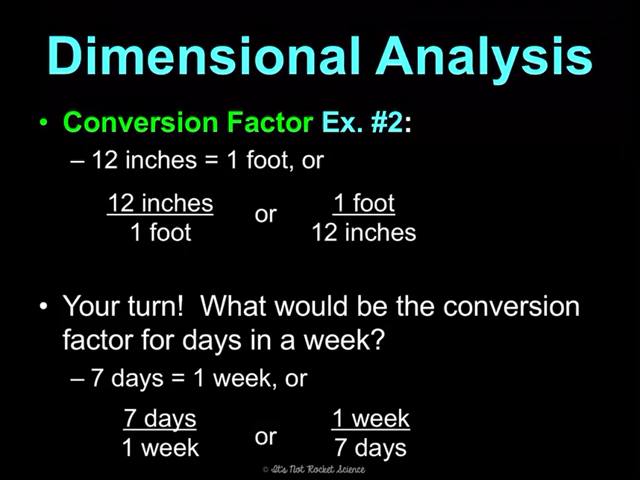 Dimensional Analysis
• Conversion Factor Ex. #2:
– 12 inches = 1 foot, or
12 inches or 1 foot
1 foot 12 inches
• Your turn! What would be the conversion
factor for days in a week?
– 7 days = 1 week, or
7 days or 1 week
1 week 7 days
© It's Not Rocket Science